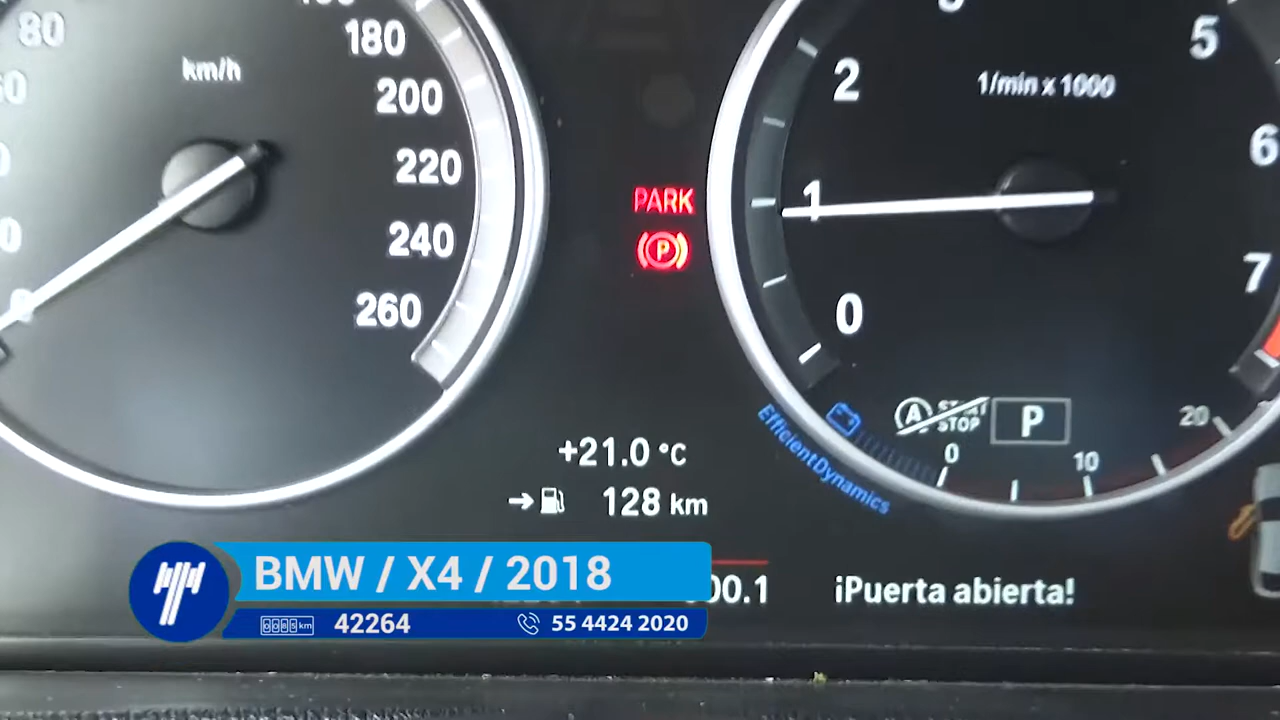 80
km/h
180
200
220
240
260
PARK
P
2
1
0
5
6
7
1/min x 1000
A START STOP
P
0
10
20
EfficientDynamics
+21.0 °C
128 km
BMW / X4 / 2018
42264
km
55 4424 2020
00.1
¡Puerta abierta!